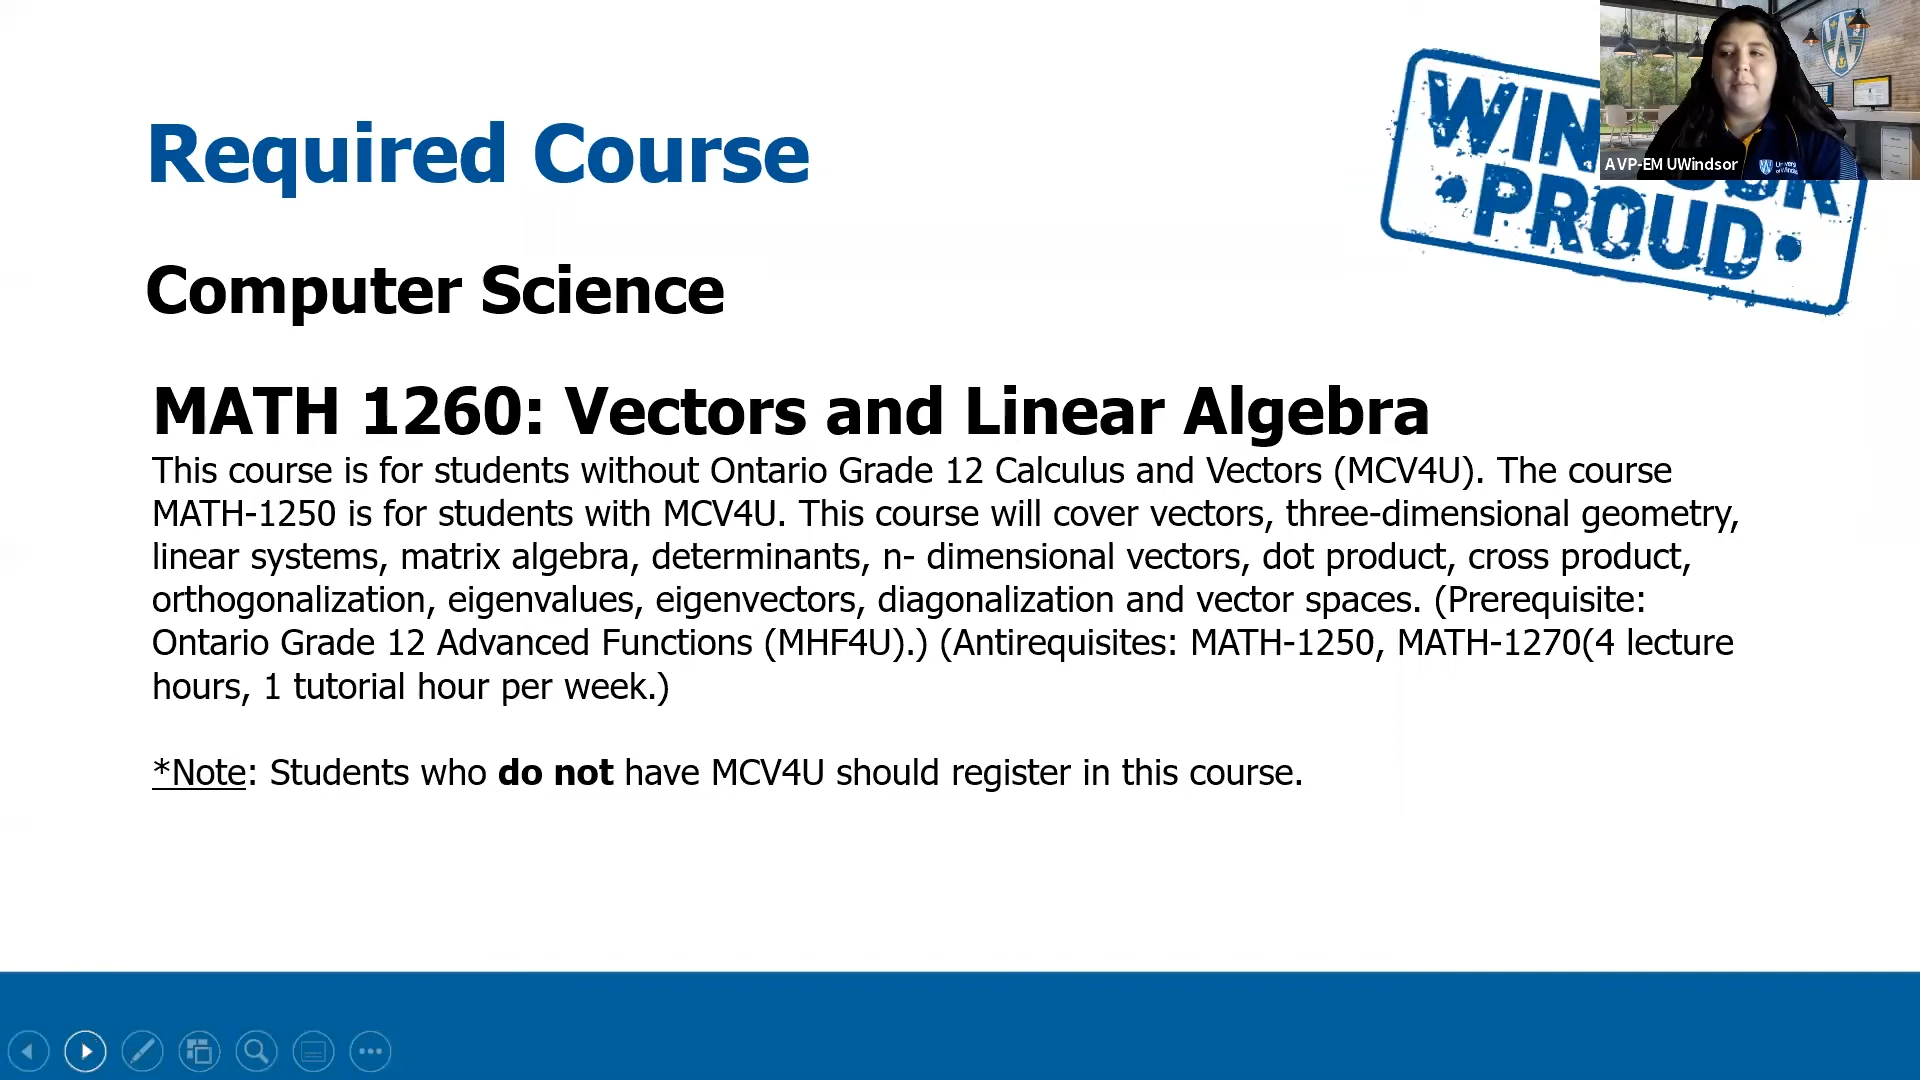 Required Course
WIN
PROUD
AVP-EM UWindsor
Computer Science
MATH 1260: Vectors and Linear Algebra
This course is for students without Ontario Grade 12 Calculus and Vectors (MCV4U). The course
MATH-1250 is for students with MCV4U. This course will cover vectors, three-dimensional geometry,
linear systems, matrix algebra, determinants, n- dimensional vectors, dot product, cross product,
orthogonalization, eigenvalues, eigenvectors, diagonalization and vector spaces. (Prerequisite:
Ontario Grade 12 Advanced Functions (MHF4U).) (Antirequisites: MATH-1250, MATH-1270(4 lecture
hours, 1 tutorial hour per week.)
*Note: Students who do not have MCV4U should register in this course.